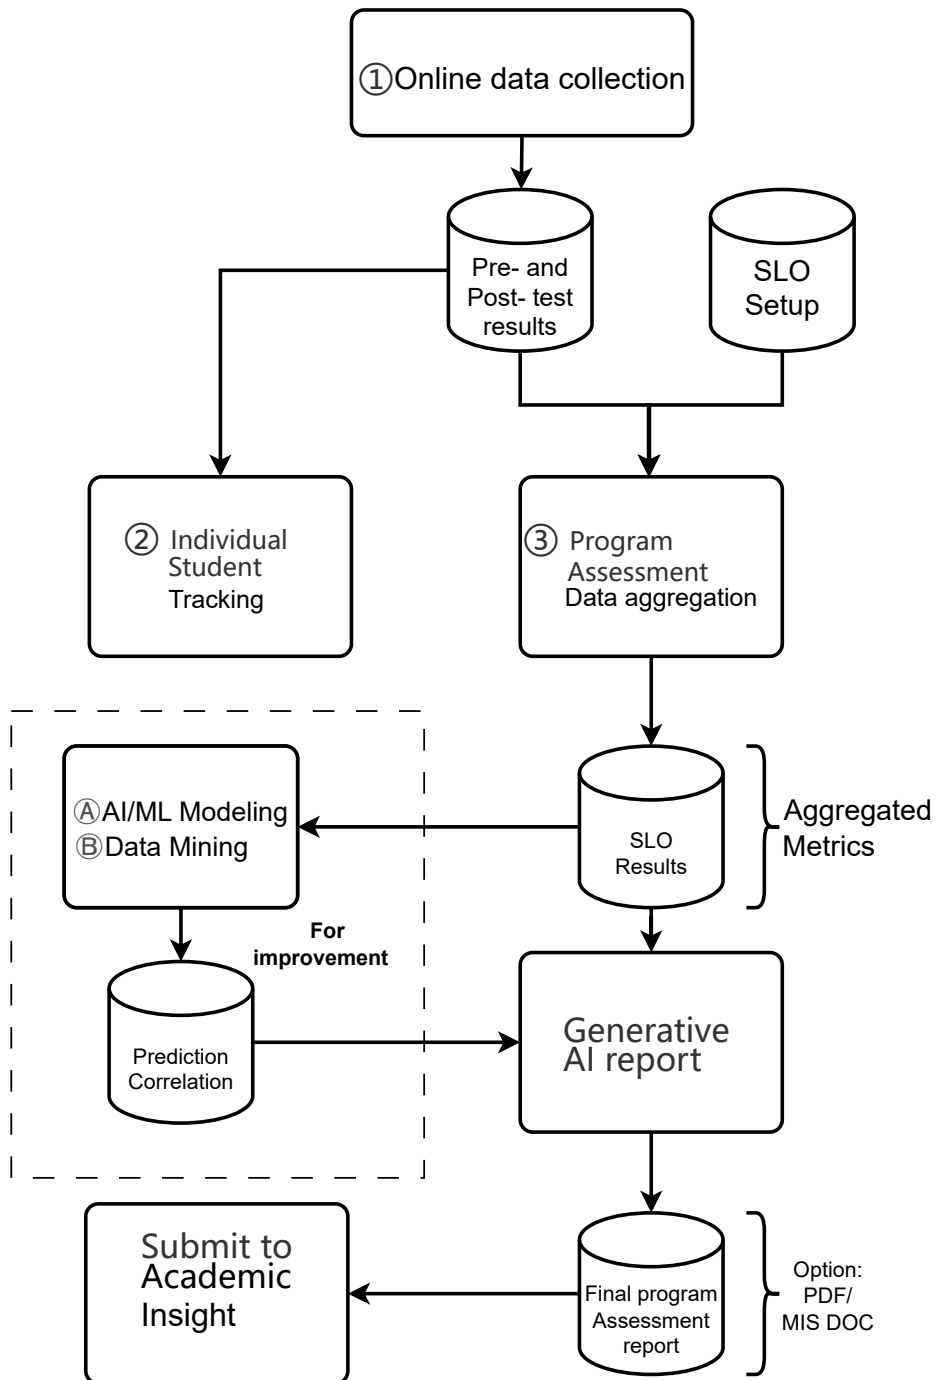 ①Online data collection
Pre- and
Post- test
results
SLO
Setup
② Individual
Student
Tracking
③ Program
Assessment
Data aggregation
Ⓐ AI/ML Modeling
Ⓑ Data Mining
SLO
Results
Aggregated
Metrics
For
improvement
Prediction
Correlation
Generative
AI report
Submit to
Academic
Insight
Final program
Assessment
report
Option:
PDF/
MIS DOC